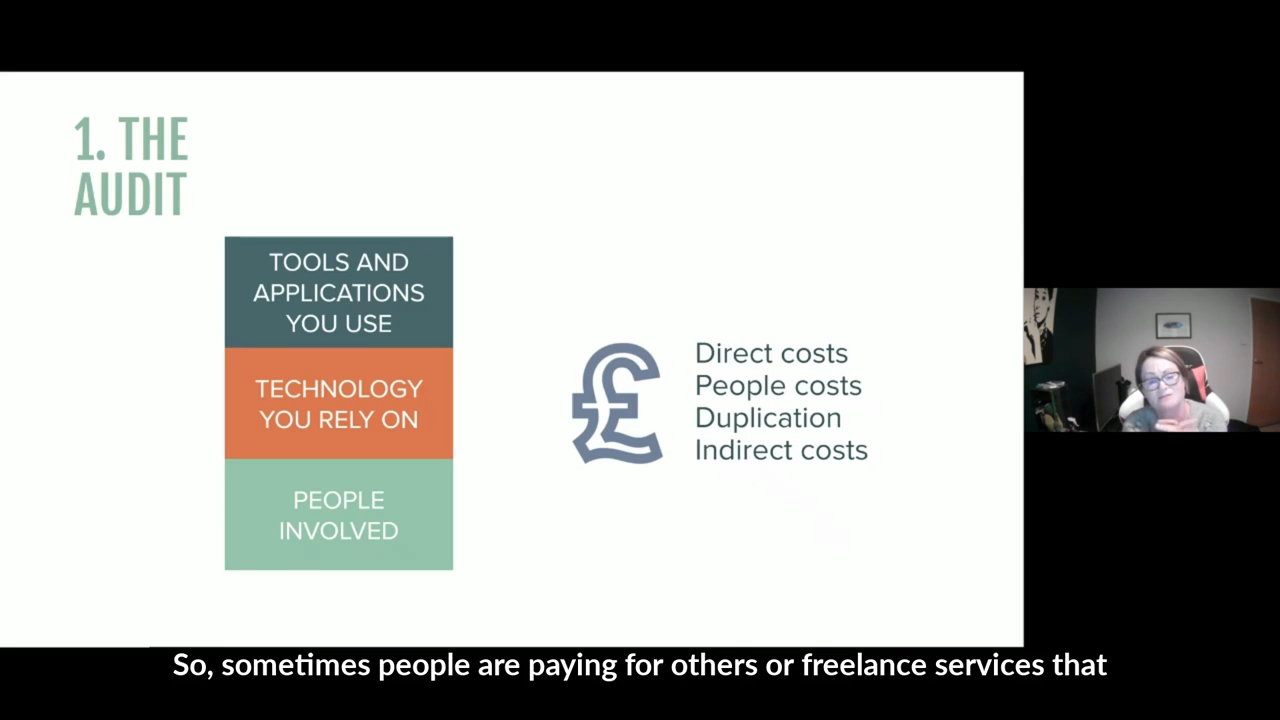 1. THE
AUDIT
TOOLS AND
APPLICATIONS
YOU USE
TECHNOLOGY
YOU RELY ON
PEOPLE
INVOLVED
£
Direct costs
People costs
Duplication
Indirect costs
So, sometimes people are paying for others or freelance services that